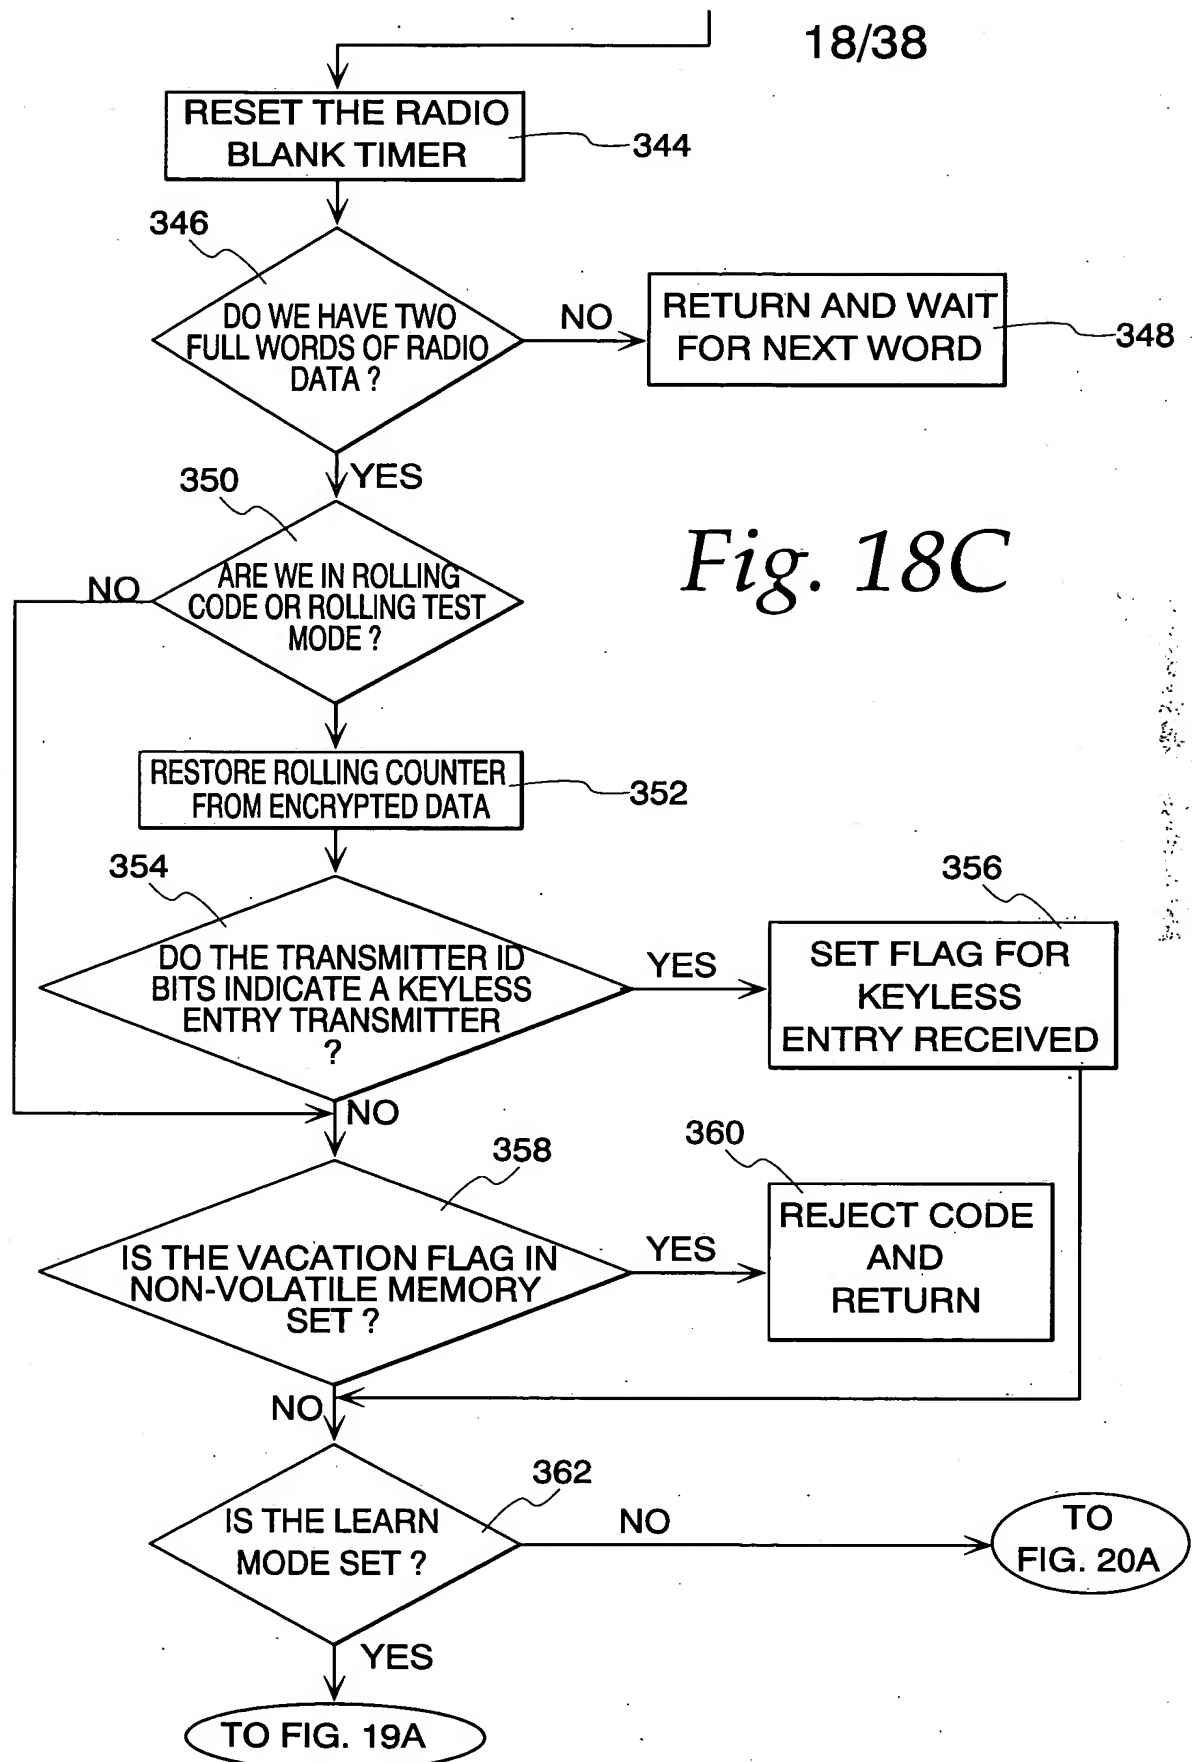 18/38
RESET THE RADIO
BLANK TIMER
344
346
DO WE HAVE TWO
FULL WORDS OF RADIO
DATA ?
NO
RETURN AND WAIT
FOR NEXT WORD
348
YES
350
Fig. 18C
NO
ARE WE IN ROLLING
CODE OR ROLLING TEST
MODE ?
RESTORE ROLLING COUNTER
FROM ENCRYPTED DATA
352
354
356
DO THE TRANSMITTER ID
BITS INDICATE A KEYLESS
ENTRY TRANSMITTER
?
YES
SET FLAG FOR
KEYLESS
ENTRY RECEIVED
NO
358
360
IS THE VACATION FLAG IN
NON-VOLATILE MEMORY
SET ?
YES
REJECT CODE
AND
RETURN
NO
362
IS THE LEARN
MODE SET ?
NO
TO
FIG. 20A
YES
TO FIG. 19A